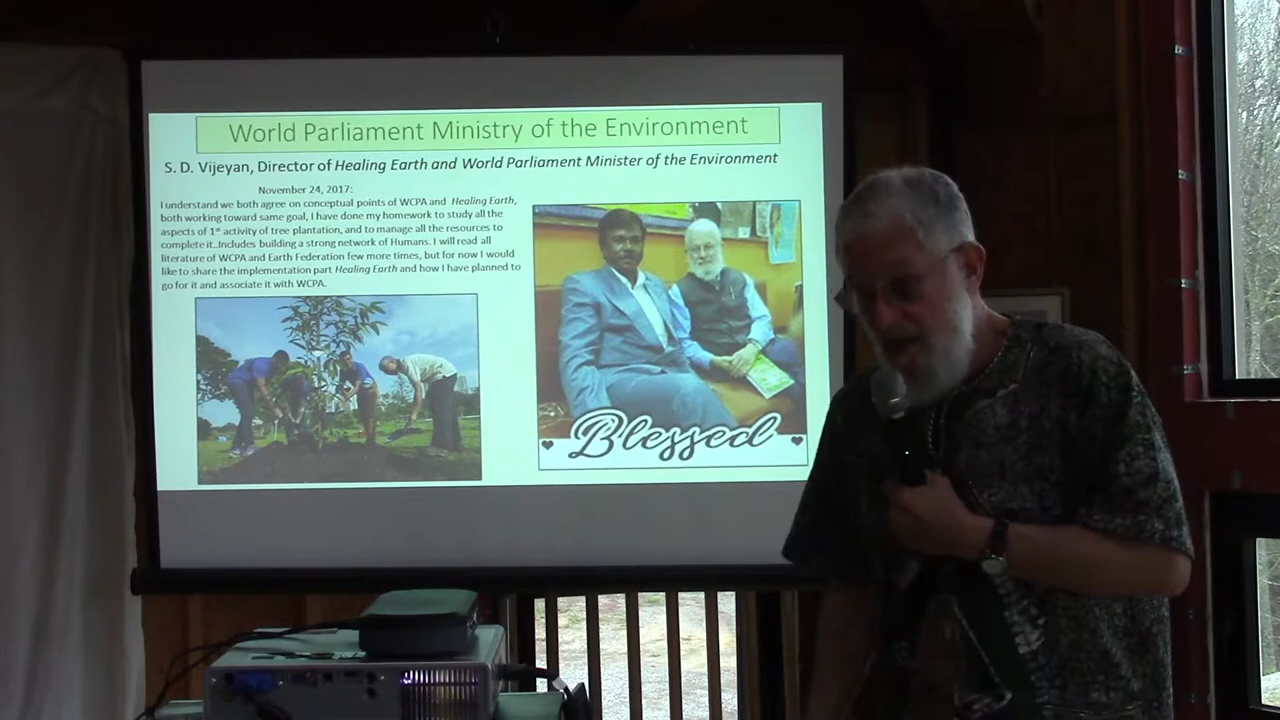 World Parliament Ministry of the Environment
S. D. Vijeyan, Director of Healing Earth and World Parliament Minister of the Environment
November 24, 2017:
I understand we both agree on conceptual points of WCPA and Healing Earth,
both working toward same goal, I have done my homework to study all the
aspects of 1st activity of tree plantation, and to manage all the resources to
complete it..Includes building a strong network of Humans. I will read all
literature of WCPA and Earth Federation few more times, but for now I would
like to share the implementation part Healing Earth and how I have planned to
go for it and associate it with WCPA.
Blessed